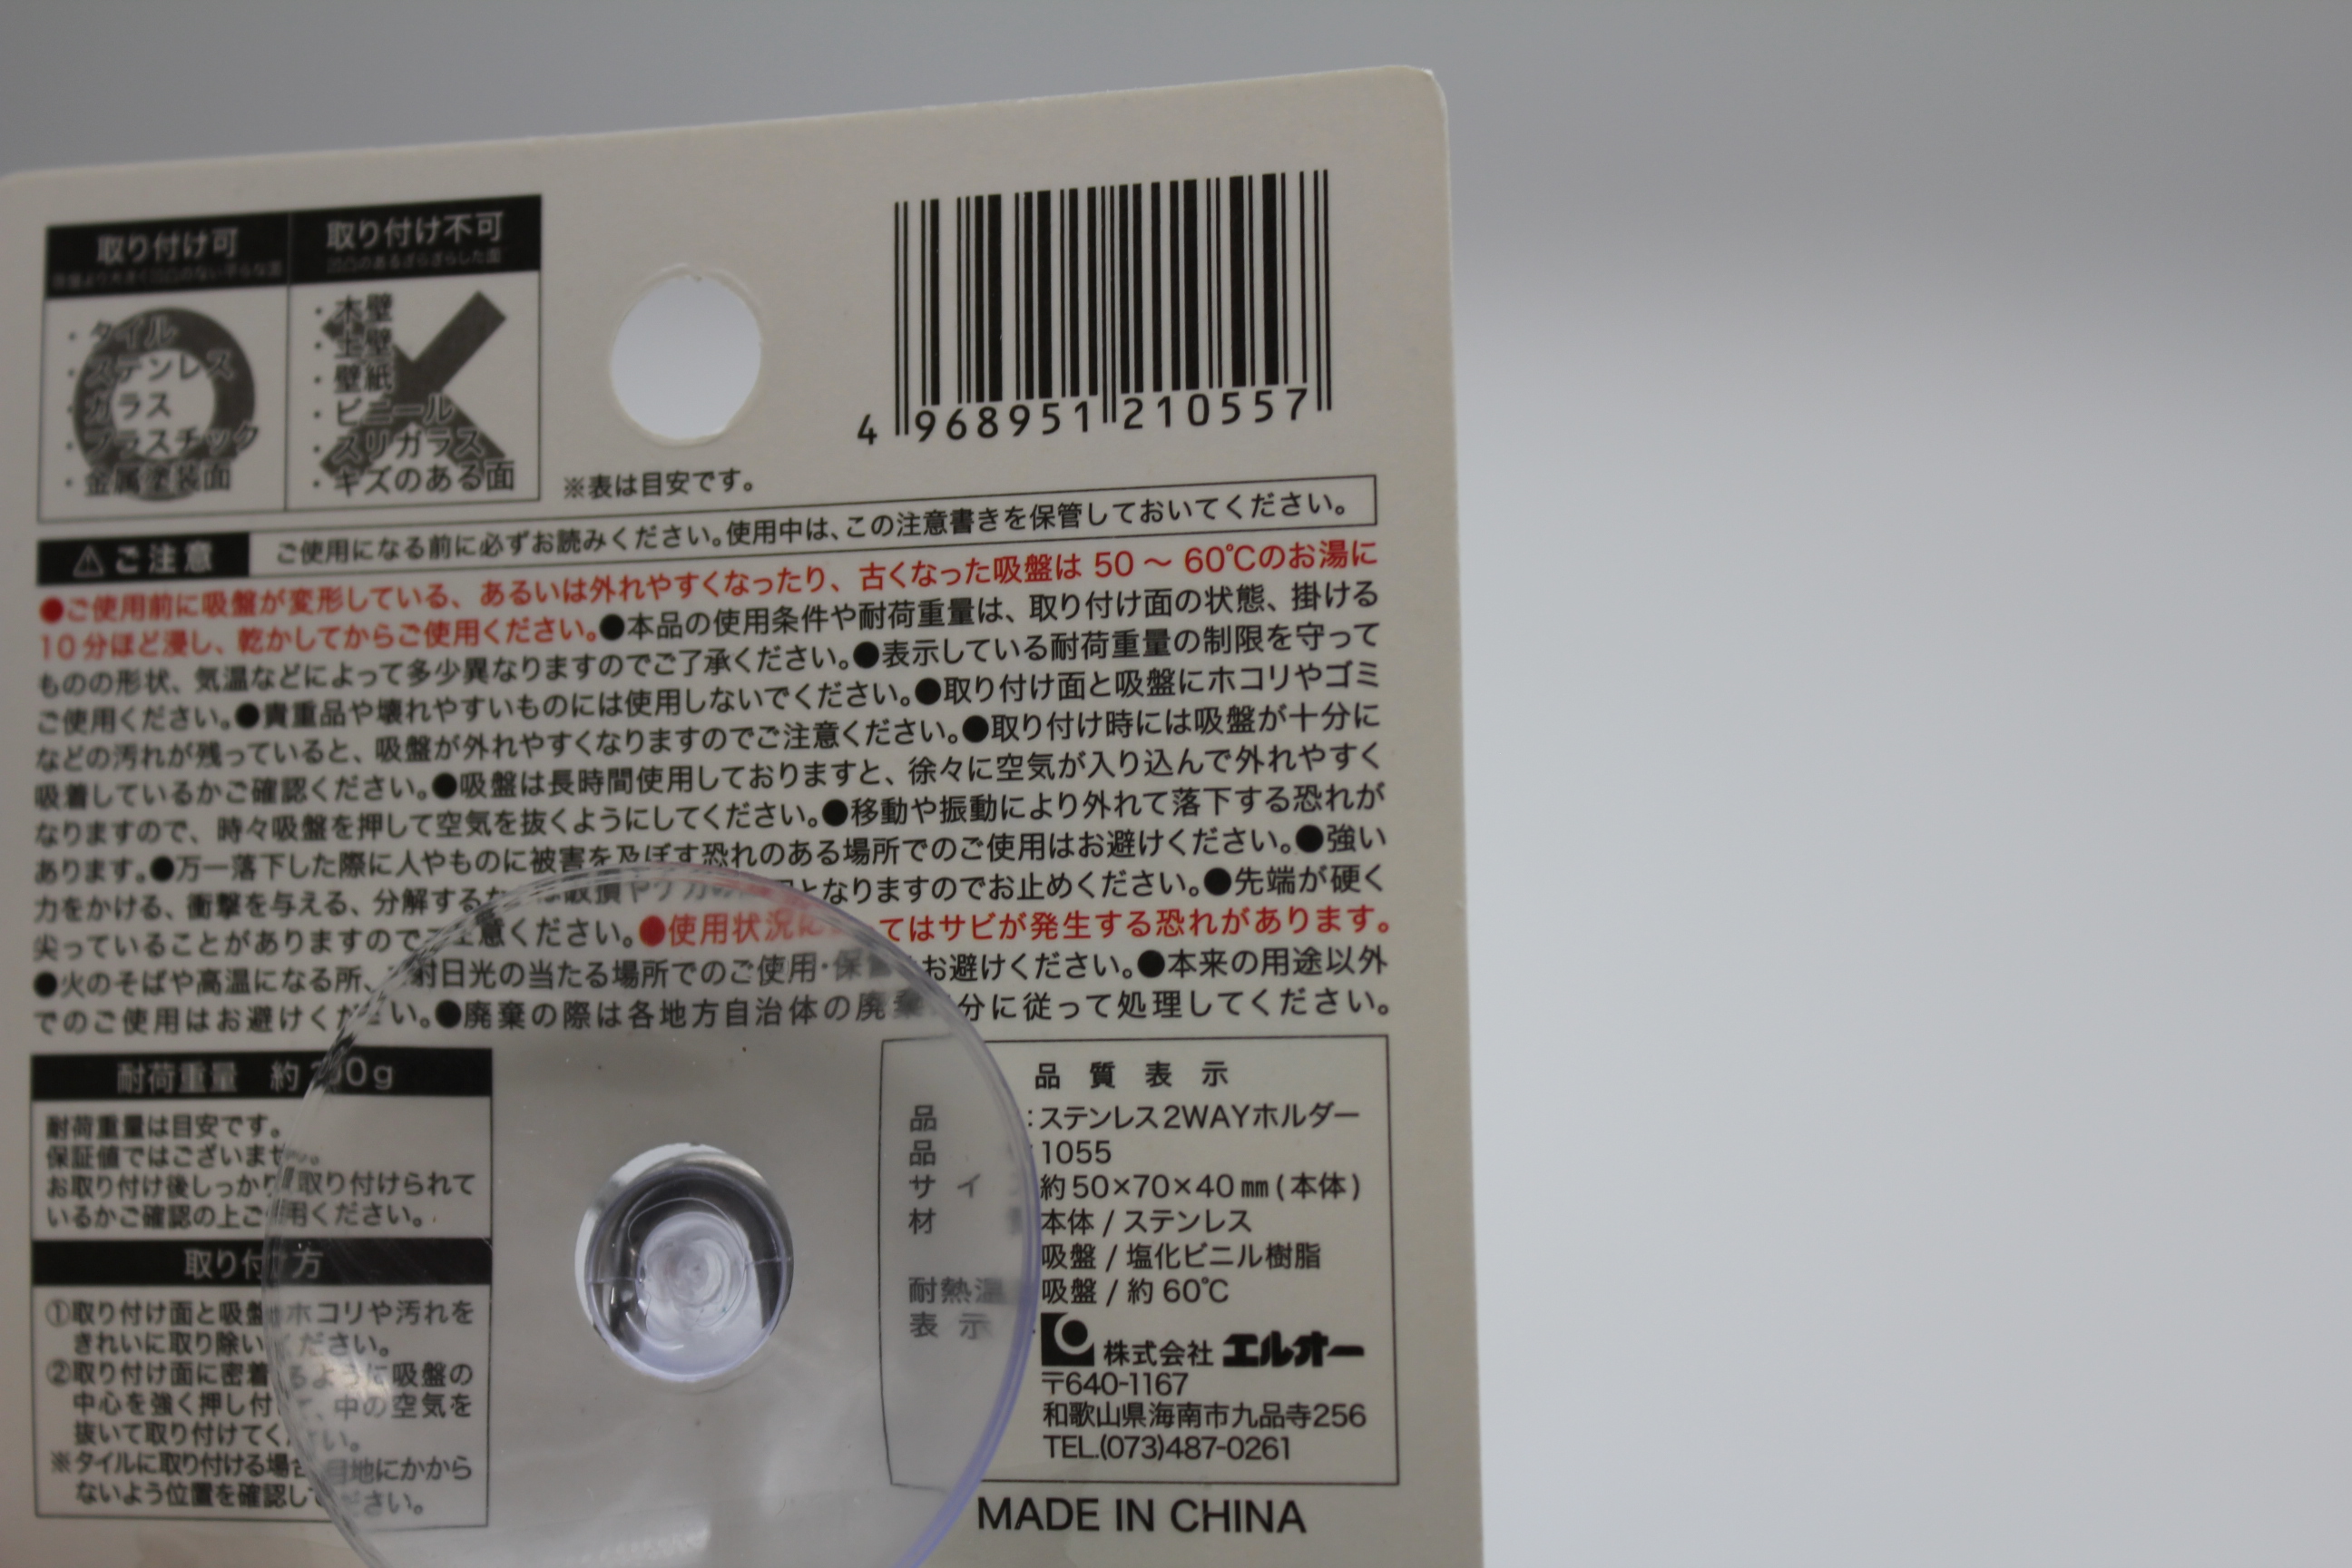 取り付け可
取り付け不可
凹凸のあるざらざらした面
・タイル
・ステンレス
・ガラス
・プラスチック
・金属塗装面
・木壁
・土壁
・壁紙
・ビニール
・スリガラス
・キズのある面
※表は目安です。
4 968951 210557
ご注意
ご使用になる前に必ずお読みください。使用中は、この注意書きを保管しておいてください。
●ご使用前に吸盤が変形している、あるいは外れやすくなったり、古くなった吸盤は 50 〜 60℃のお湯に
10 分ほど浸し、乾かしてからご使用ください。●本品の使用条件や耐荷重量は、取り付け面の状態、掛ける
ものの形状、気温などによって多少異なりますのでご了承ください。●表示している耐荷重量の制限を守って
ご使用ください。●貴重品や壊れやすいものには使用しないでください。●取り付け面と吸盤にホコリやゴミ
などの汚れが残っていると、吸盤が外れやすくなりますのでご注意ください。●取り付け時には吸盤が十分に
吸着しているかご確認ください。●吸盤は長時間使用しておりますと、徐々に空気が入り込んで外れやすく
なりますので、時々吸盤を押して空気を抜くようにしてください。●移動や振動により外れて落下する恐れが
あります。●万一落下した際に人やものに被害を及ぼす恐れのある場所でのご使用はお避けください。●強い
力をかける、衝撃を与える、分解する となりますのでお止めください。●先端が硬く
尖っていることがありますのでご注意ください。●使用状況に てはサビが発生する恐れがあります。
●火のそばや高温になる所、 射日光の当たる場所でのご使用・保 お避けください。●本来の用途以外
でのご使用はお避けください。●廃棄の際は各地方自治体の廃棄 分に従って処理してください。
耐荷重量 約
耐荷重量は目安です。
保証値ではございません。
お取り付け後しっかり取り付けられて
いるかご確認の上ご使用ください。
取り付け方
①取り付け面と吸盤 ホコリや汚れを
きれいに取り除いてください。
②取り付け面に密着するように吸盤の
中心を強く押し付けて、中の空気を
抜いて取り付けてください。
※タイルに取り付ける場合 目地にかから
ないよう位置を確認してください。
品 質 表 示
品 :ステンレス2WAYホルダー
品 1055
サ イ 約50×70×40㎜(本体)
材 本体 / ステンレス
吸盤 / 塩化ビニル樹脂
耐熱温 吸盤 / 約 60℃
表 示 株式会社 エルオー
〒640-1167
和歌山県海南市九品寺256
TEL.(073)487-0261
MADE IN CHINA